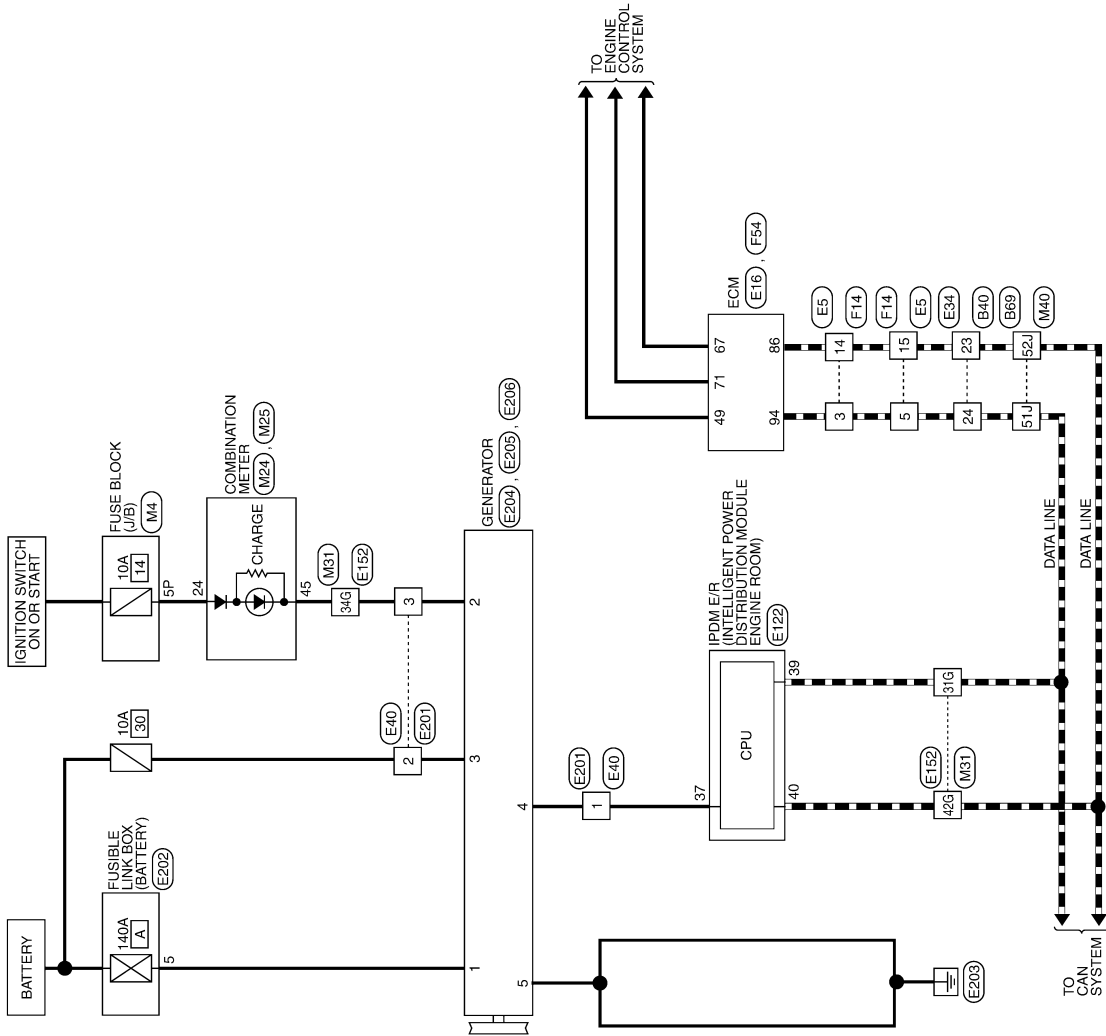 BATTERY
IGNITION SWITCH
ON OR START
FUSIBLE
LINK BOX
(BATTERY)
E202
140A
A
5
10A
30
FUSE BLOCK
(J/B)
M4
10A
14
5P
COMBINATION
METER
M24 , M25
24
CHARGE
45
M31
34G
E152
E40
2
E201
3
GENERATOR
E204 , E205 , E206
1
3
2
5
4
E201
1
E40
E203
IPDM E/R
(INTELLIGENT POWER
DISTRIBUTION MODULE
ENGINE ROOM)
E122
37
CPU
40
39
E152
42G
M31
31G
TO
ENGINE
CONTROL
SYSTEM
ECM
E16 , F54
49
71
67
94
86
3
14
E5
F14
5
15
F14
E5
24
23
E34
B40
51J
52J
B69
M40
DATA LINE
DATA LINE
TO
CAN
SYSTEM